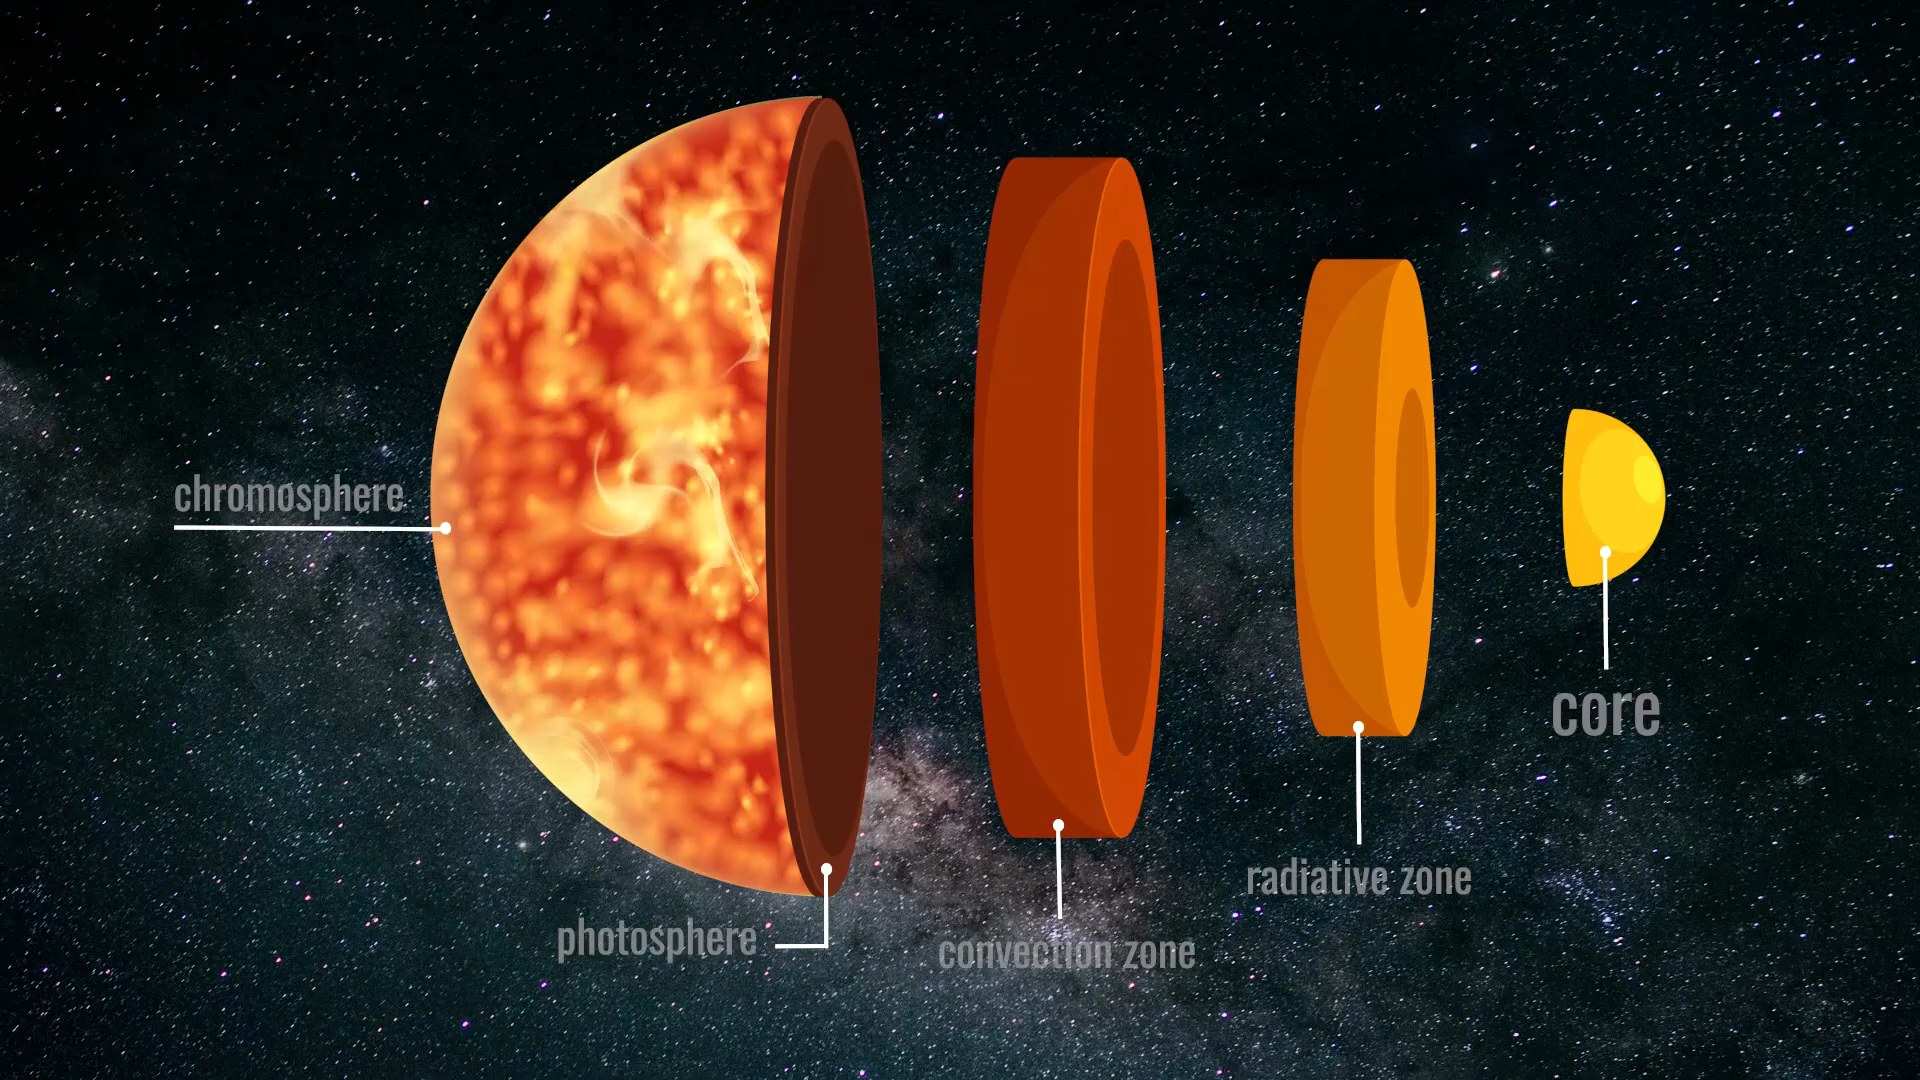 chromosphere
photosphere
convection zone
radiative zone
core